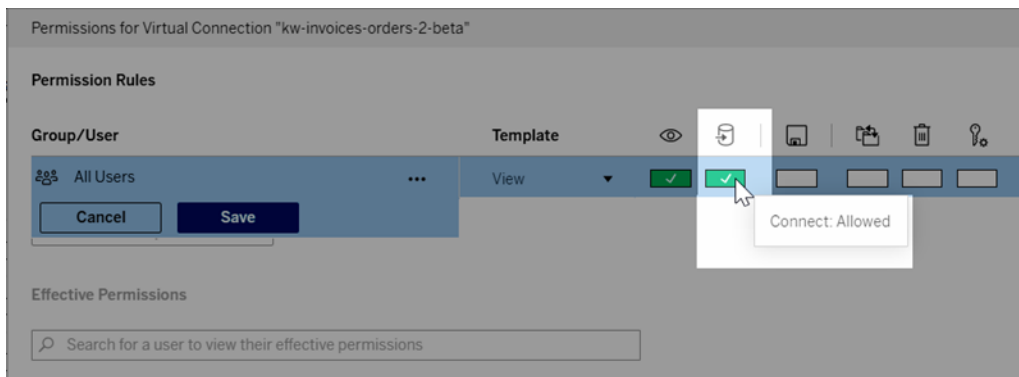 Permissions for Virtual Connection "kw-invoices-orders-2-beta"
Permission Rules
Group/User Template
All Users ... View
Cancel Save
Connect: Allowed
Effective Permissions
Search for a user to view their effective permissions